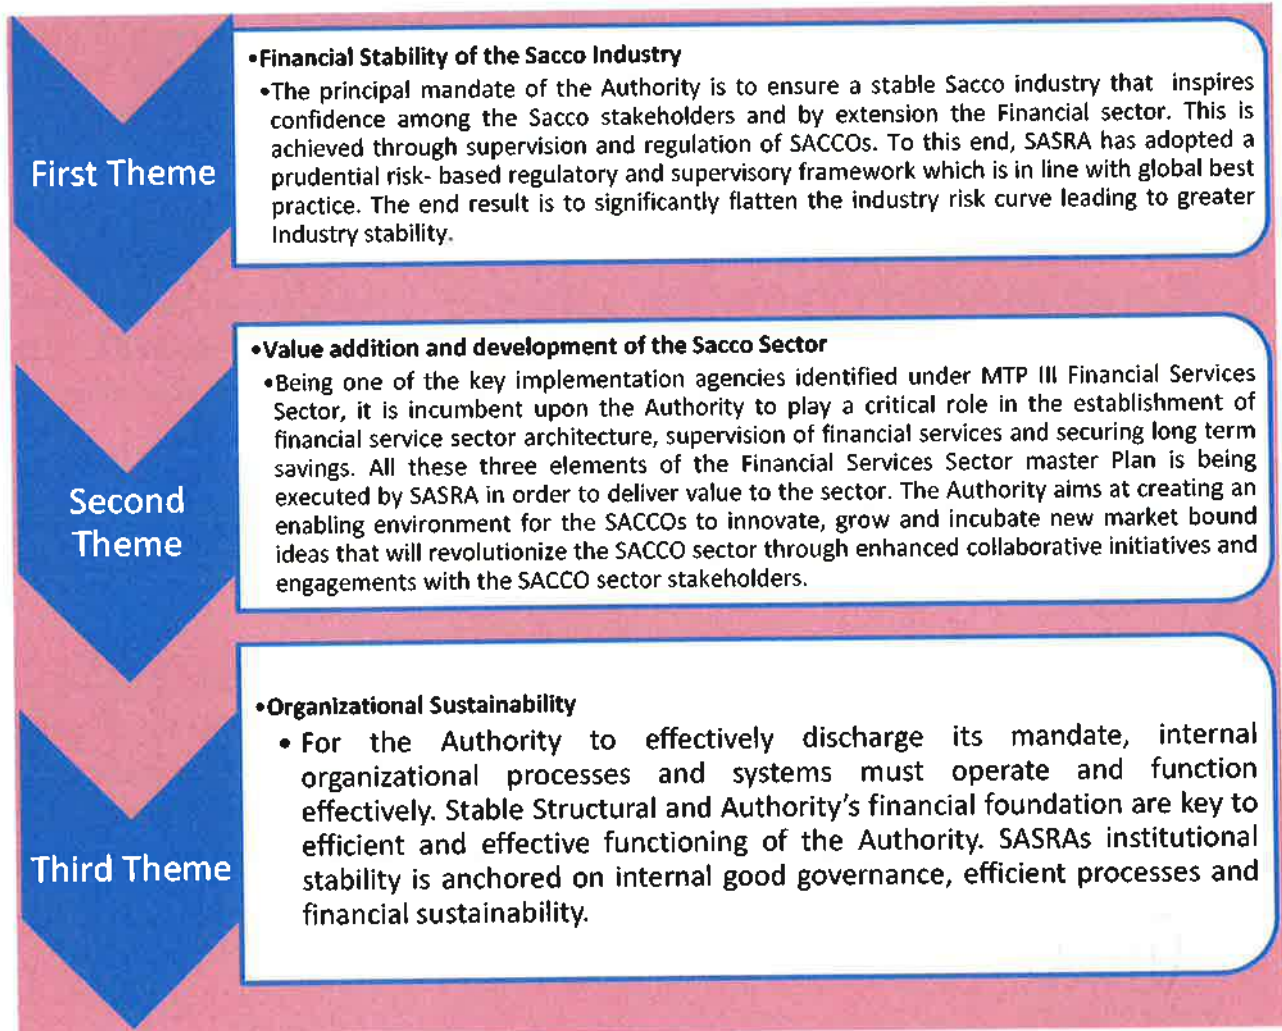 First Theme
•Financial Stability of the Sacco Industry
•The principal mandate of the Authority is to ensure a stable Sacco industry that inspires
confidence among the Sacco stakeholders and by extension the Financial sector. This is
achieved through supervision and regulation of SACCOs. To this end, SASRA has adopted a
prudential risk- based regulatory and supervisory framework which is in line with global best
practice. The end result is to significantly flatten the industry risk curve leading to greater
Industry stability.
Second
Theme
•Value addition and development of the Sacco Sector
•Being one of the key implementation agencies identified under MTP III Financial Services
Sector, it is incumbent upon the Authority to play a critical role in the establishment of
financial service sector architecture, supervision of financial services and securing long term
savings. All these three elements of the Financial Services Sector master Plan is being
executed by SASRA in order to deliver value to the sector. The Authority aims at creating an
enabling environment for the SACCOs to innovate, grow and incubate new market bound
ideas that will revolutionize the SACCO sector through enhanced collaborative initiatives and
engagements with the SACCO sector stakeholders.
Third Theme
•Organizational Sustainability
• For the Authority to effectively discharge its mandate, internal
organizational processes and systems must operate and function
effectively. Stable Structural and Authority's financial foundation are key to
efficient and effective functioning of the Authority. SASRAs institutional
stability is anchored on internal good governance, efficient processes and
financial sustainability.